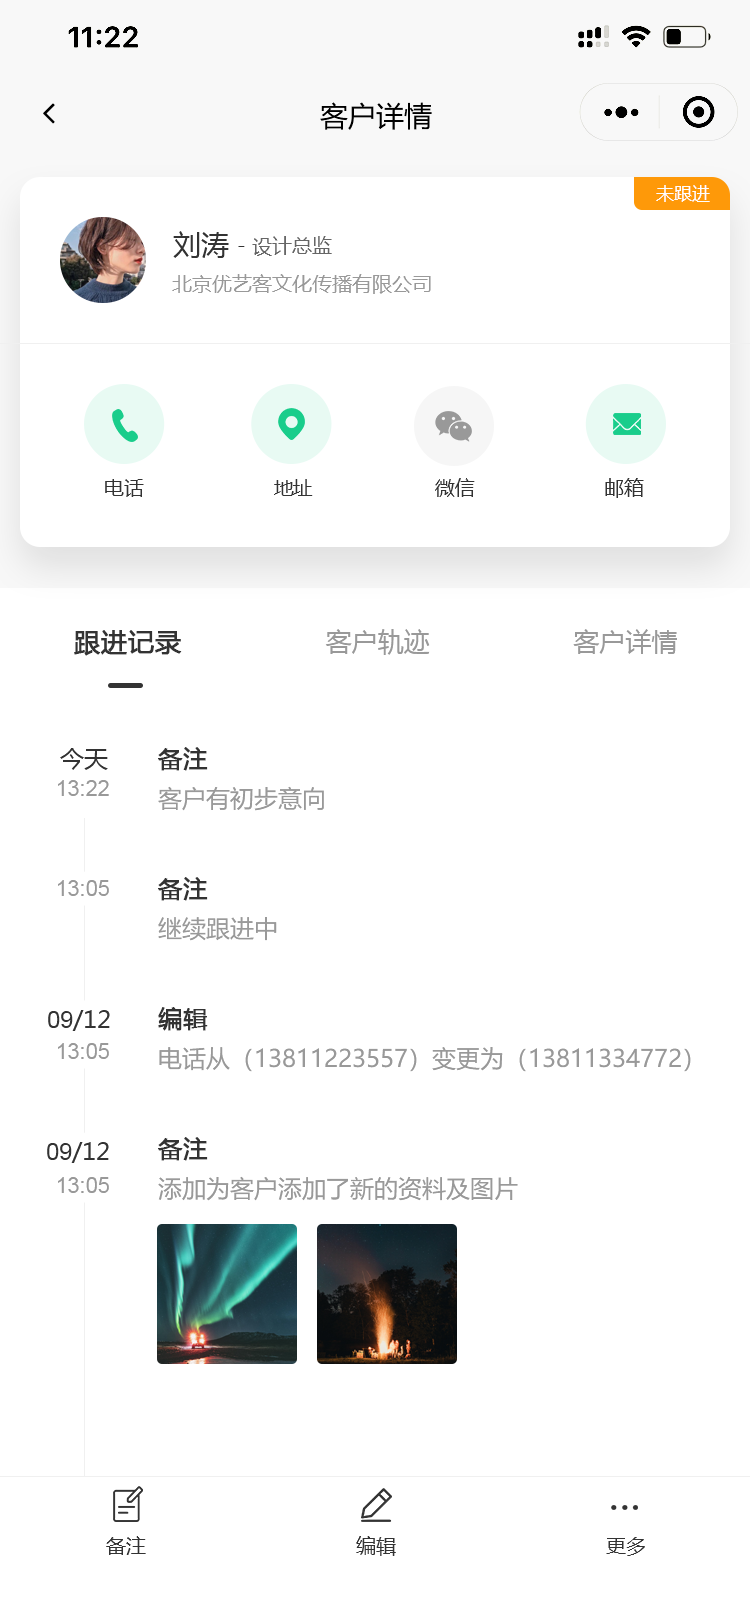 11:22
客户详情
未跟进
刘涛 - 设计总监
北京优艺客文化传播有限公司
电话 地址 微信 邮箱
跟进记录 客户轨迹 客户详情
今天 备注
13:22 客户有初步意向
13:05 备注
继续跟进中
09/12 编辑
13:05 电话从（13811223557）变更为（13811334772）
09/12 备注
13:05 添加为客户添加了新的资料及图片
备注 编辑 更多